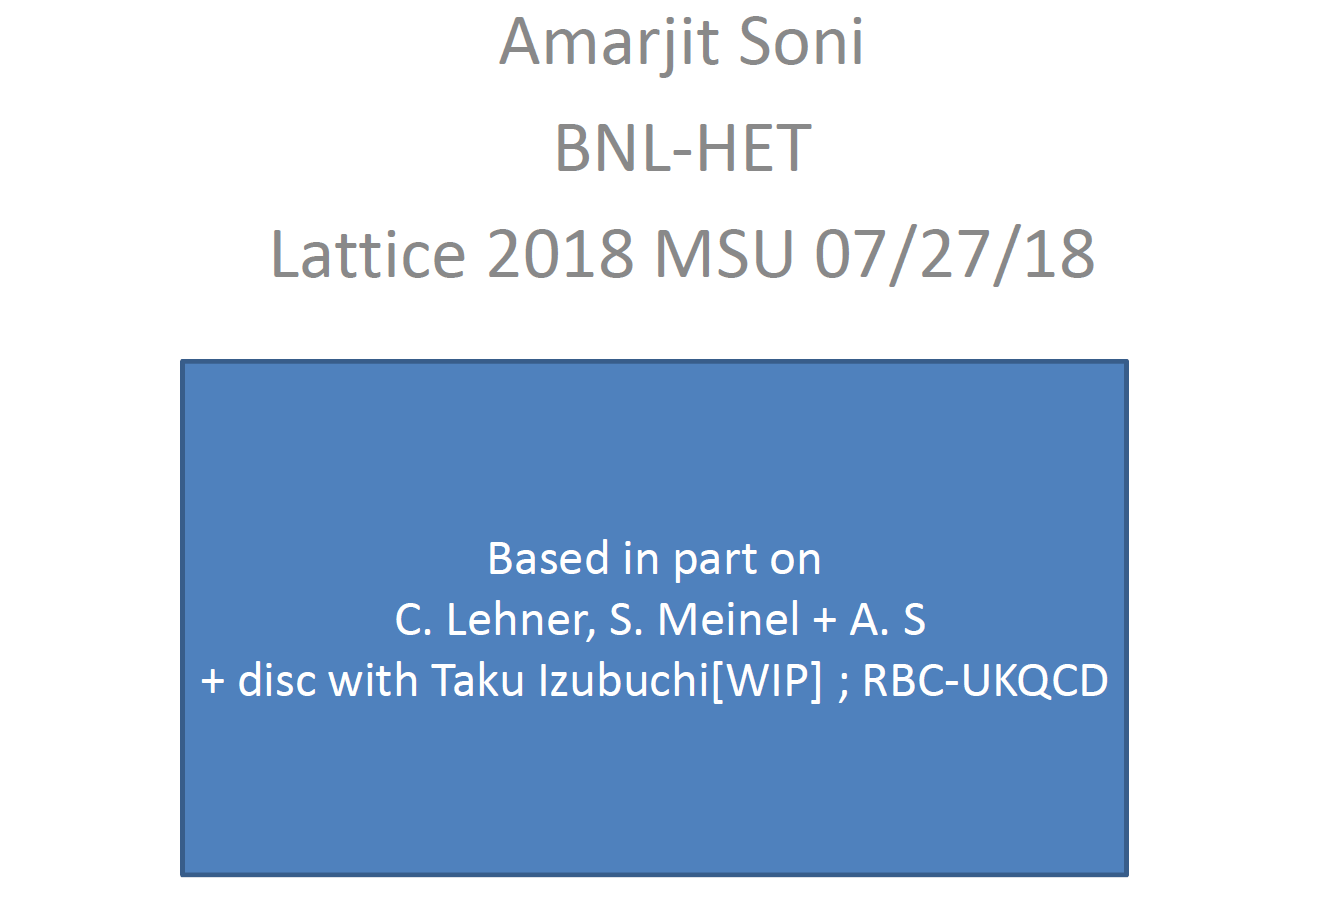 Amarjit Soni
BNL-HET
Lattice 2018 MSU 07/27/18
Based in part on
C. Lehner, S. Meinel + A. S
+ disc with Taku Izubuchi[WIP] ; RBC-UKQCD